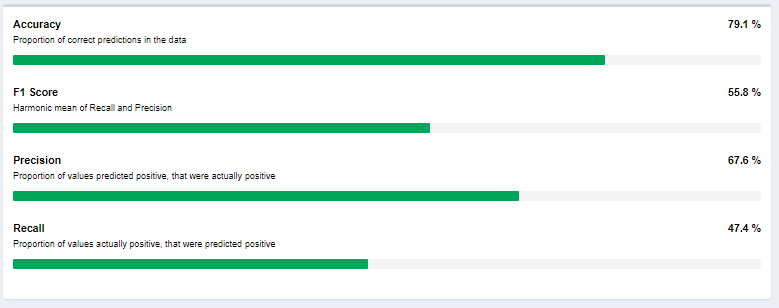 Accuracy 79.1 %
Proportion of correct predictions in the data
F1 Score 55.8 %
Harmonic mean of Recall and Precision
Precision 67.6 %
Proportion of values predicted positive, that were actually positive
Recall 47.4 %
Proportion of values actually positive, that were predicted positive